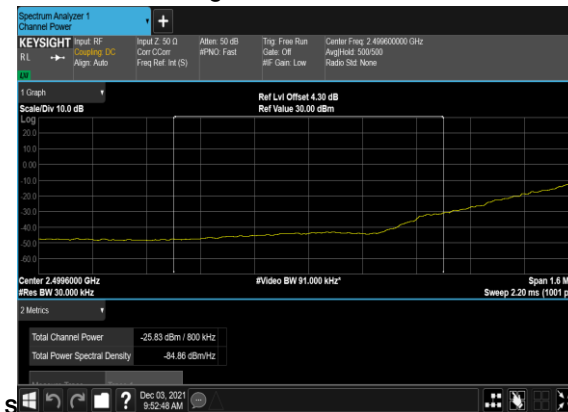 Spectrum Analyzer 1
Channel Power
KEYSIGHT Input: RF
RL Coupling: DC
Align: Auto
Input Z: 50 Ω
Corr CCorr
Freq Ref: Int (S)
Atten: 50 dB
#PNO: Fast
Trig: Free Run
Gate: Off
#IF Gain: Low
Center Freq: 2.499600000 GHz
Avg|Hold: 500/500
Radio Std: None
1 Graph
Scale/Div 10.0 dB
Ref Lvl Offset 4.30 dB
Ref Value 30.00 dBm
Log
20.0
10.0
0.00
-10.0
-20.0
-30.0
-40.0
-50.0
-60.0
Center 2.4996000 GHz
#Res BW 30.000 kHz
#Video BW 91.000 kHz*
Span 1.6 M
Sweep 2.20 ms (1001 p
2 Metrics
Total Channel Power -25.83 dBm / 800 kHz
Total Power Spectral Density -84.86 dBm/Hz
s
Dec 03, 2021
9:52:48 AM